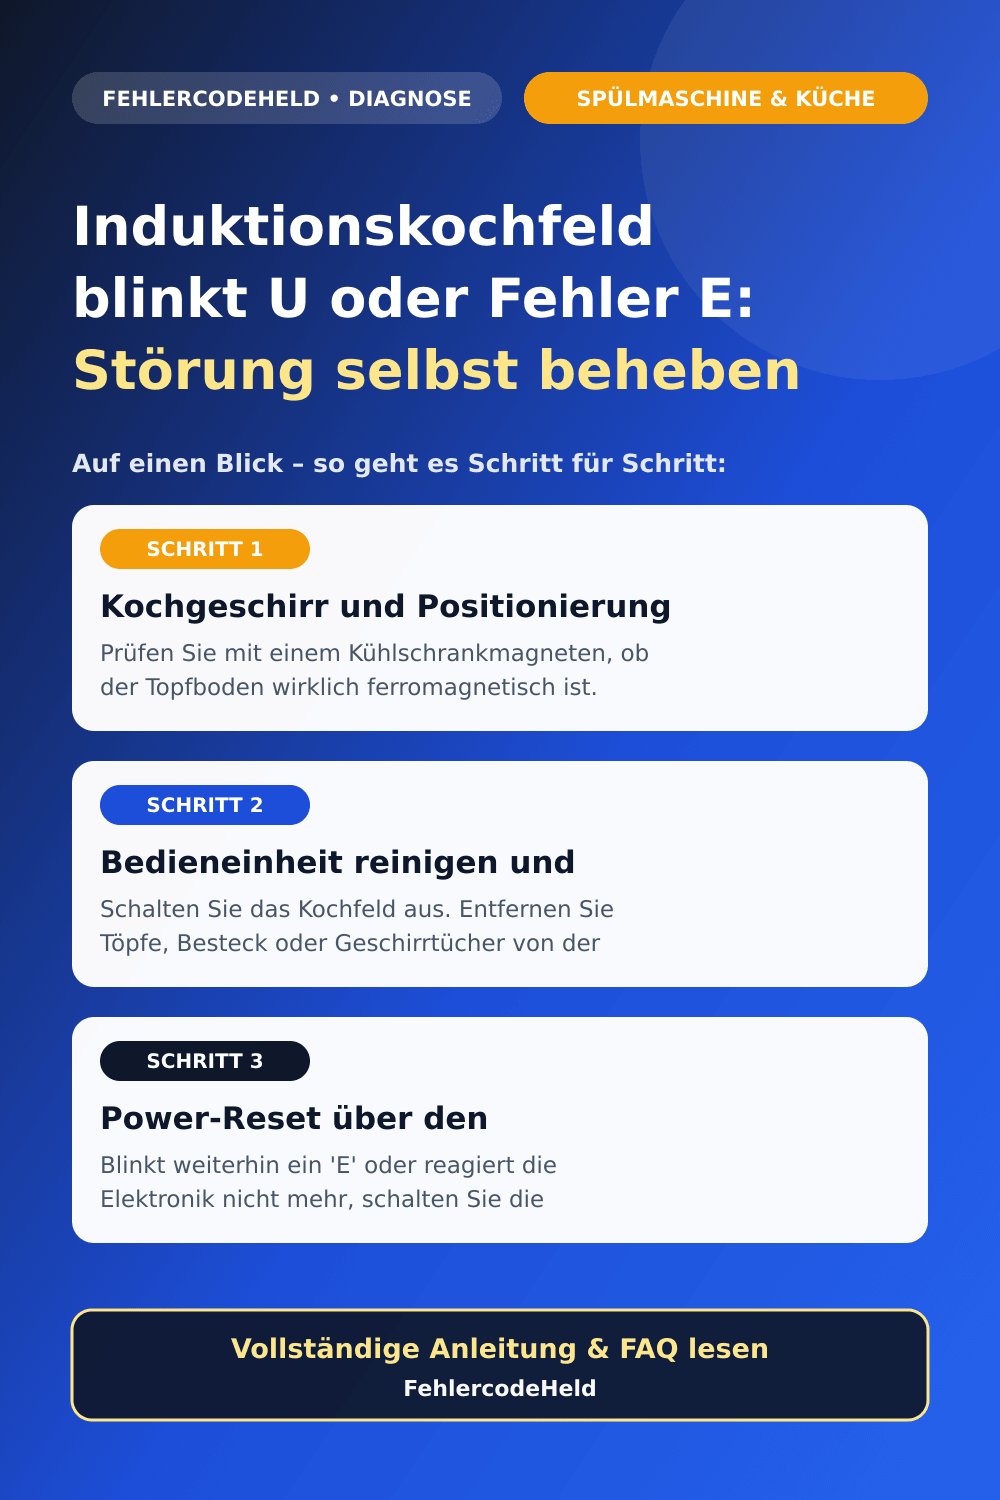 FEHLERCODEHELD • DIAGNOSE
SPÜLMASCHINE & KÜCHE
Induktionskochfeld
blinkt U oder Fehler E:
Störung selbst beheben
Auf einen Blick – so geht es Schritt für Schritt:
SCHRITT 1
Kochgeschirr und Positionierung
Prüfen Sie mit einem Kühlschrankmagneten, ob
der Topfboden wirklich ferromagnetisch ist.
SCHRITT 2
Bedieneinheit reinigen und
Schalten Sie das Kochfeld aus. Entfernen Sie
Töpfe, Besteck oder Geschirrtücher von der
SCHRITT 3
Power-Reset über den
Blinkt weiterhin ein 'E' oder reagiert die
Elektronik nicht mehr, schalten Sie die
Vollständige Anleitung & FAQ lesen
FehlercodeHeld